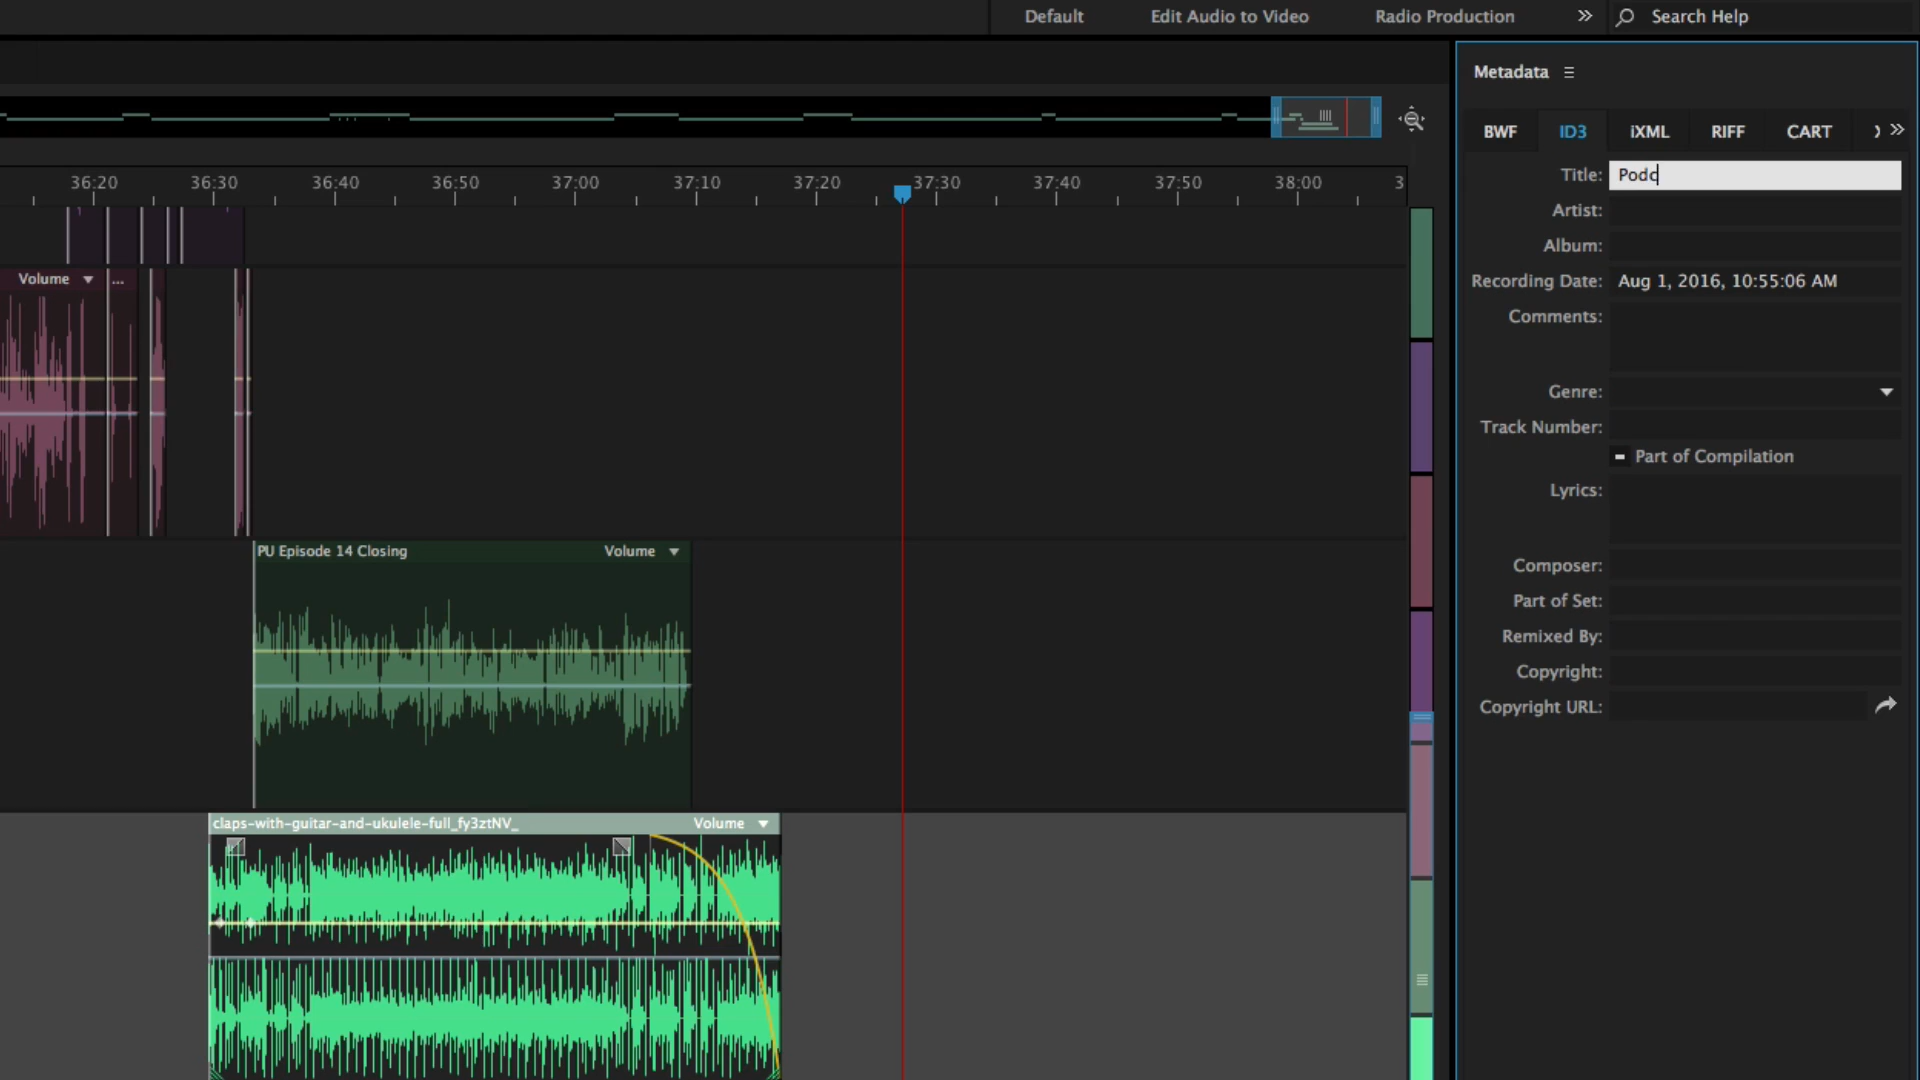 Default Edit Audio to Video Radio Production » Search Help
Metadata
BWF ID3 iXML RIFF CART »
36:20 36:30 36:40 36:50 37:00 37:10 37:20 37:30 37:40 37:50 38:00 3
Title: Podc
Artist:
Album:
Recording Date: Aug 1, 2016, 10:55:06 AM
Comments:
Genre:
Track Number:
Part of Compilation
Lyrics:
Composer:
Part of Set:
Remixed By:
Copyright:
Copyright URL:
Volume ...
PU Episode 14 Closing Volume
claps-with-guitar-and-ukulele-full_fy3ztNV_ Volume